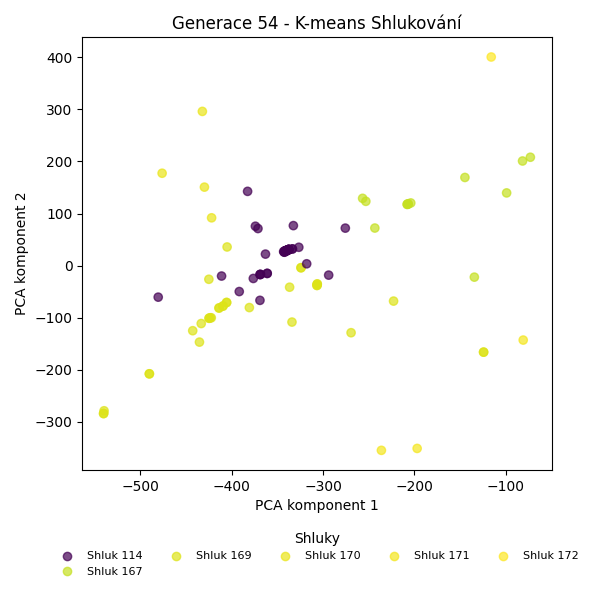 Generace 54 - K-means Shlukování
400
300
200
100
0
−100
−200
−300
PCA komponent 2
−500 −400 −300 −200 −100
PCA komponent 1
Shluky
Shluk 114 Shluk 169 Shluk 170 Shluk 171 Shluk 172
Shluk 167